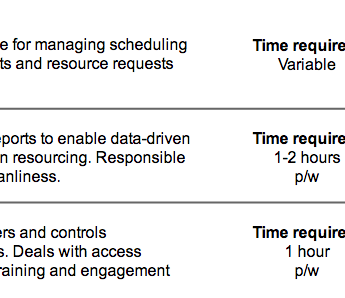 e for managing scheduling
ts and resource requests
Time require
Variable
eports to enable data-driven
n resourcing. Responsible
eanliness.
Time require
1-2 hours
p/w
ers and controls
s. Deals with access
raining and engagement
Time require
1 hour
p/w